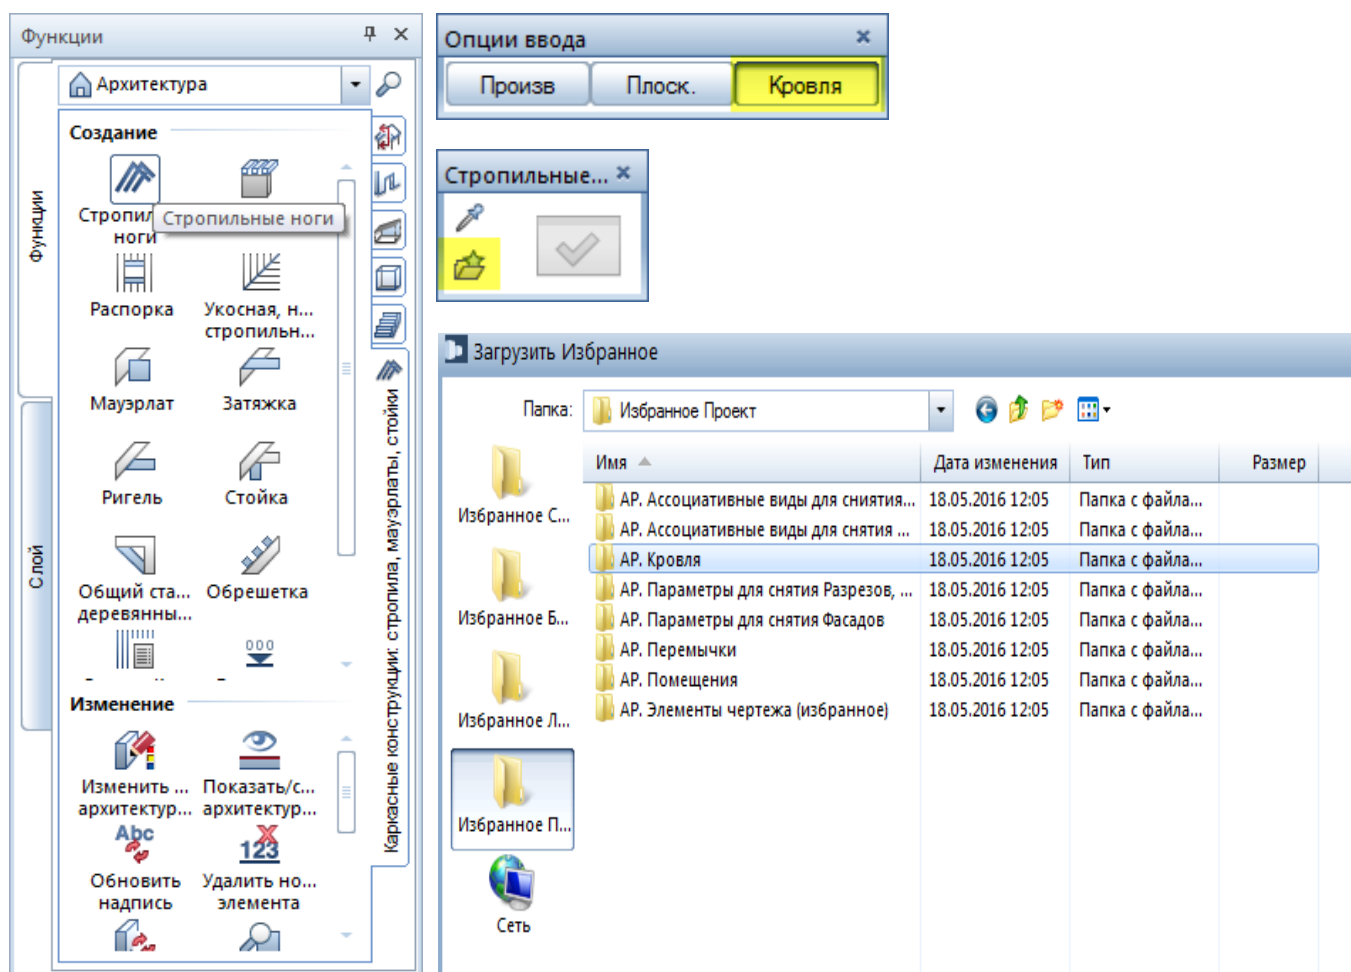 Функции
Функции
Слой
Архитектура
Создание
Стропил
ноги
Стропильные ноги
Распорка
Укосная, н...
стропильн...
Мауэрлат
Затяжка
Ригель
Стойка
Общий ста...
деревянны...
Обрешетка
Изменение
Изменить ...
архитектур...
Показать/с...
архитектур...
Abc
Обновить
надпись
123
Удалить но...
элемента
Каркасные конструкции: стропила, мауэрлаты, стойки
Опции ввода
Произв
Плоск.
Кровля
Стропильные...
Загрузить Избранное
Папка:
Избранное Проект
Избранное С...
Избранное Б...
Избранное Л...
Избранное П...
Сеть
Имя Дата изменения Тип Размер
АР. Ассоциативные виды для сниятия... 18.05.2016 12:05 Папка с файла...
АР. Ассоциативные виды для снятия ... 18.05.2016 12:05 Папка с файла...
АР. Кровля 18.05.2016 12:05 Папка с файла...
АР. Параметры для снятия Разрезов, ... 18.05.2016 12:05 Папка с файла...
АР. Параметры для снятия Фасадов 18.05.2016 12:05 Папка с файла...
АР. Перемычки 18.05.2016 12:05 Папка с файла...
АР. Помещения 18.05.2016 12:05 Папка с файла...
АР. Элементы чертежа (избранное) 18.05.2016 12:05 Папка с файла...